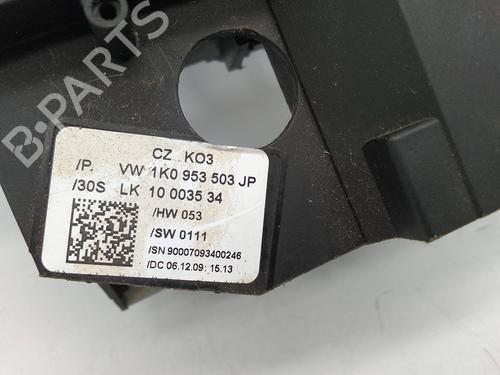 CZ KO3
/P. VW 1K0 953 503 JP
/30S LK 10 0035 34
/HW 053
/SW 0111
/SN 90007093400246
/DC 06.12.09; 15.13
B-PARTS